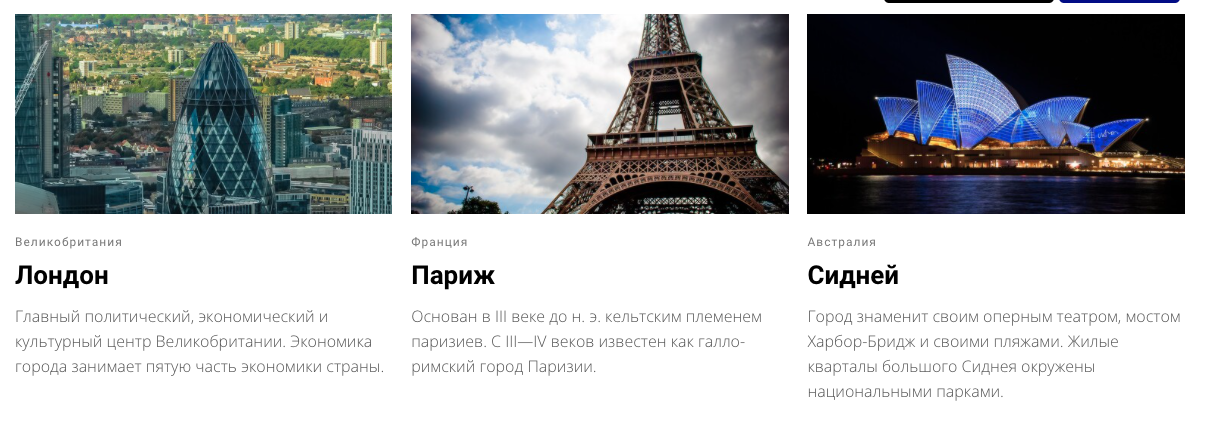 Великобритания
Лондон
Главный политический, экономический и
культурный центр Великобритании. Экономика
города занимает пятую часть экономики страны.
Франция
Париж
Основан в III веке до н. э. кельтским племенем
паризиев. С III—IV веков известен как галло-
римский город Паризии.
Австралия
Сидней
Город знаменит своим оперным театром, мостом
Харбор-Бридж и своими пляжами. Жилые
кварталы большого Сиднея окружены
национальными парками.